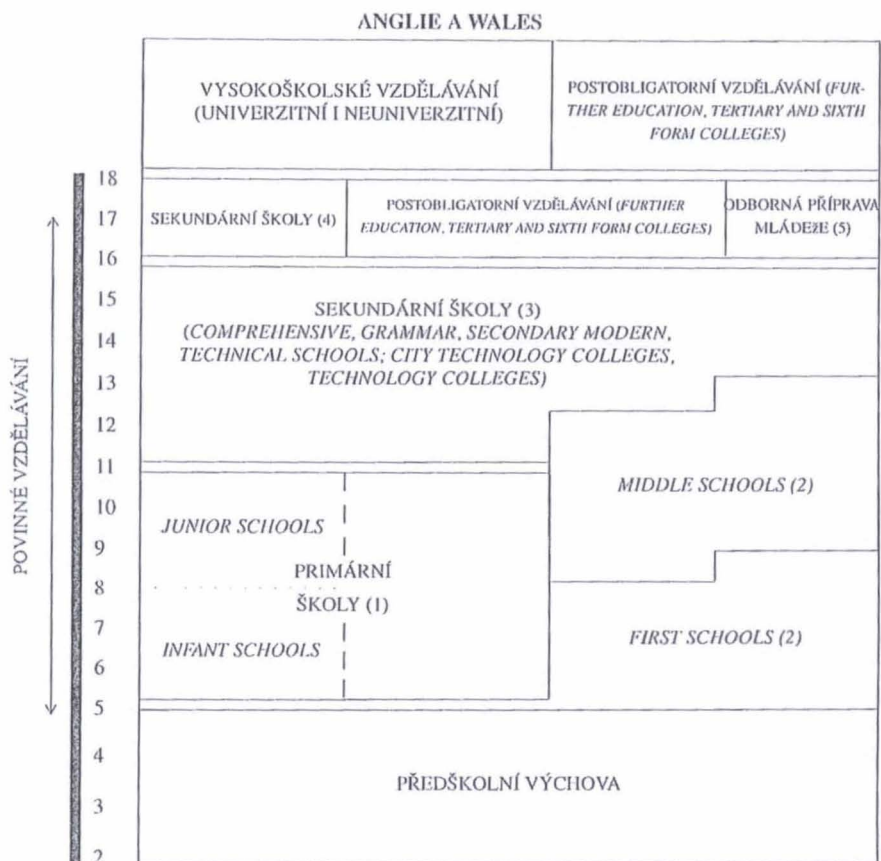 ANGLIE A WALES
VYSOKOŠKOLSKÉ VZDĚLÁVÁNÍ
(UNIVERZITNÍ I NEUNIVERZITNÍ)
POSTOBLIGATORNÍ VZDĚLÁVÁNÍ (FUR-
THER EDUCATION, TERTIARY AND SIXTH
FORM COLLEGES)
18
17
16
15
14
13
12
11
10
9
8
7
6
5
4
3
2
POVINNÉ VZDĚLÁVÁNÍ
SEKUNDÁRNÍ ŠKOLY (4)
POSTOBLIGATORNÍ VZDĚLÁVÁNÍ (FURTHER
EDUCATION, TERTIARY AND SIXTH FORM COLLEGES)
ODBORNÁ PŘÍPRAVA
MLÁDEžE (5)
SEKUNDÁRNÍ ŠKOLY (3)
(COMPREHENSIVE, GRAMMAR, SECONDARY MODERN,
TECHNICAL SCHOOLS; CITY TECHNOLOGY COLLEGES,
TECHNOLOGY COLLEGES)
MIDDLE SCHOOLS (2)
JUNIOR SCHOOLS
PRIMÁRNÍ
ŠKOLY (1)
INFANT SCHOOLS
FIRST SCHOOLS (2)
PŘEDŠKOLNÍ VÝCHOVA